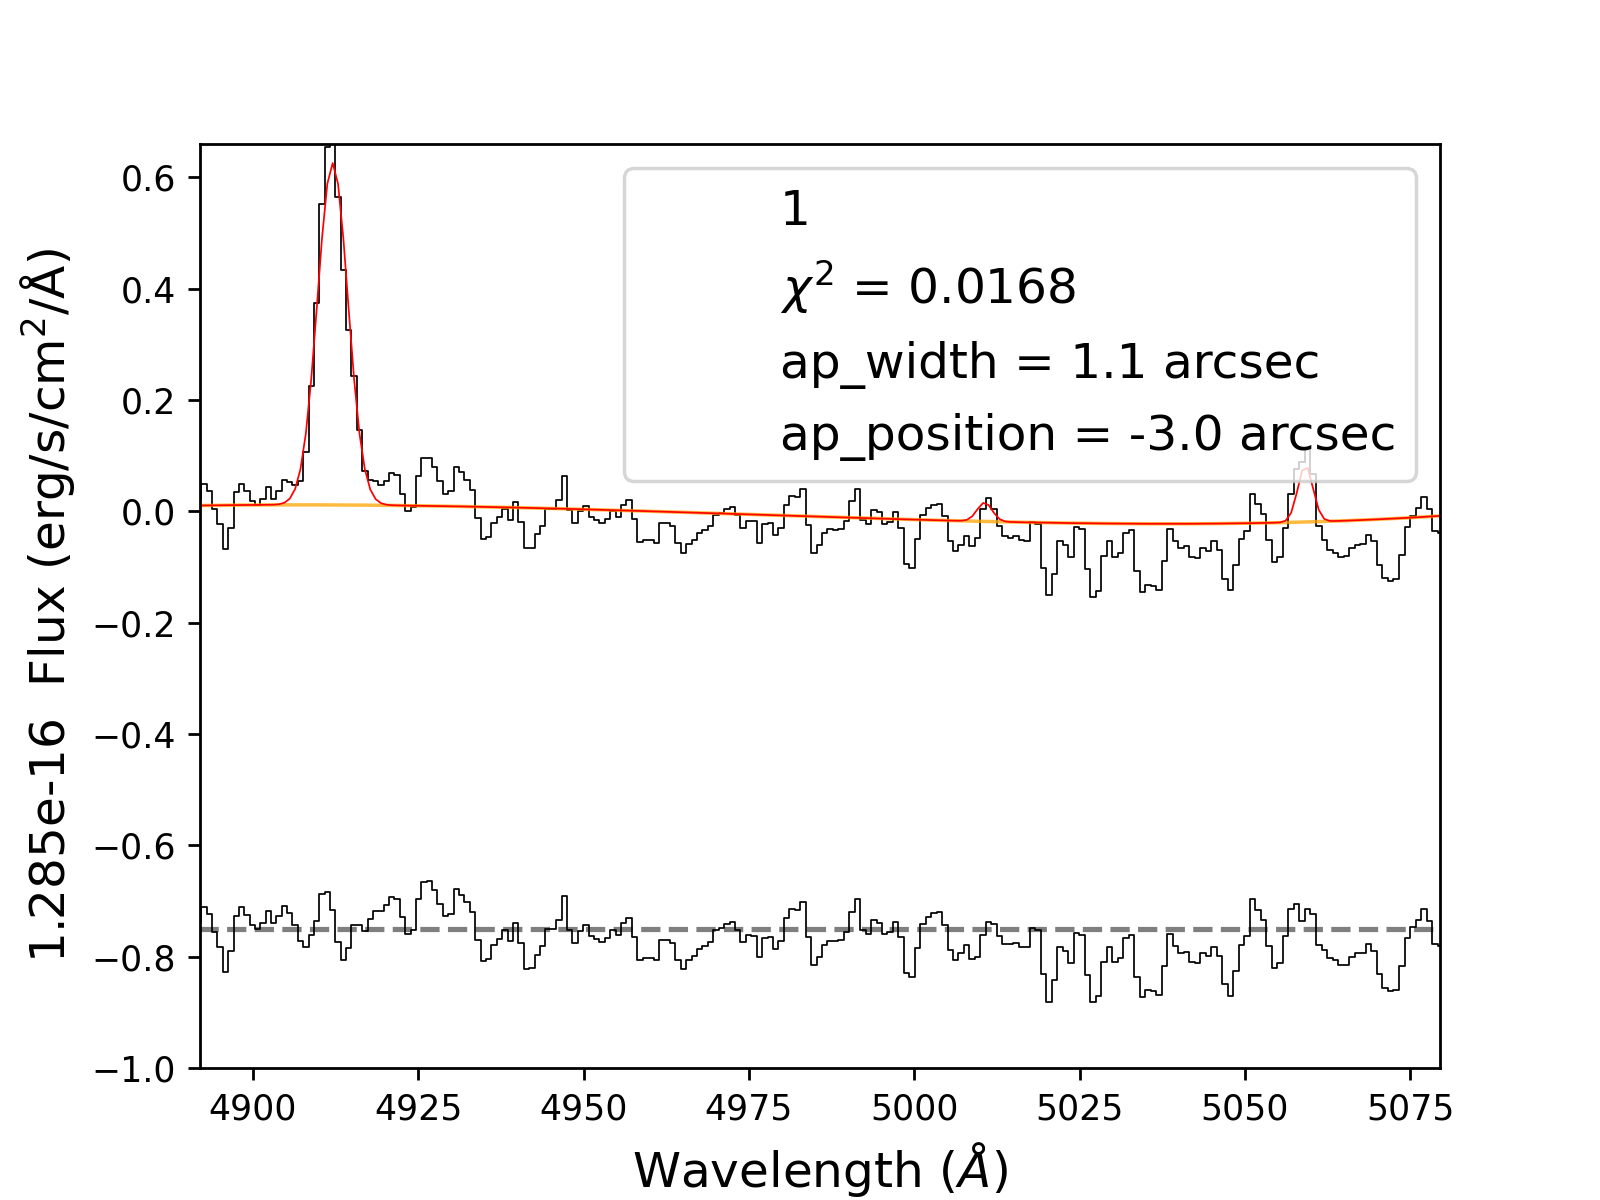 1
χ² = 0.0168
ap_width = 1.1 arcsec
ap_position = -3.0 arcsec
0.6
0.4
0.2
0.0
−0.2
−0.4
−0.6
−0.8
−1.0
1.285e-16 Flux (erg/s/cm²/Å)
4900 4925 4950 4975 5000 5025 5050 5075
Wavelength (Å)